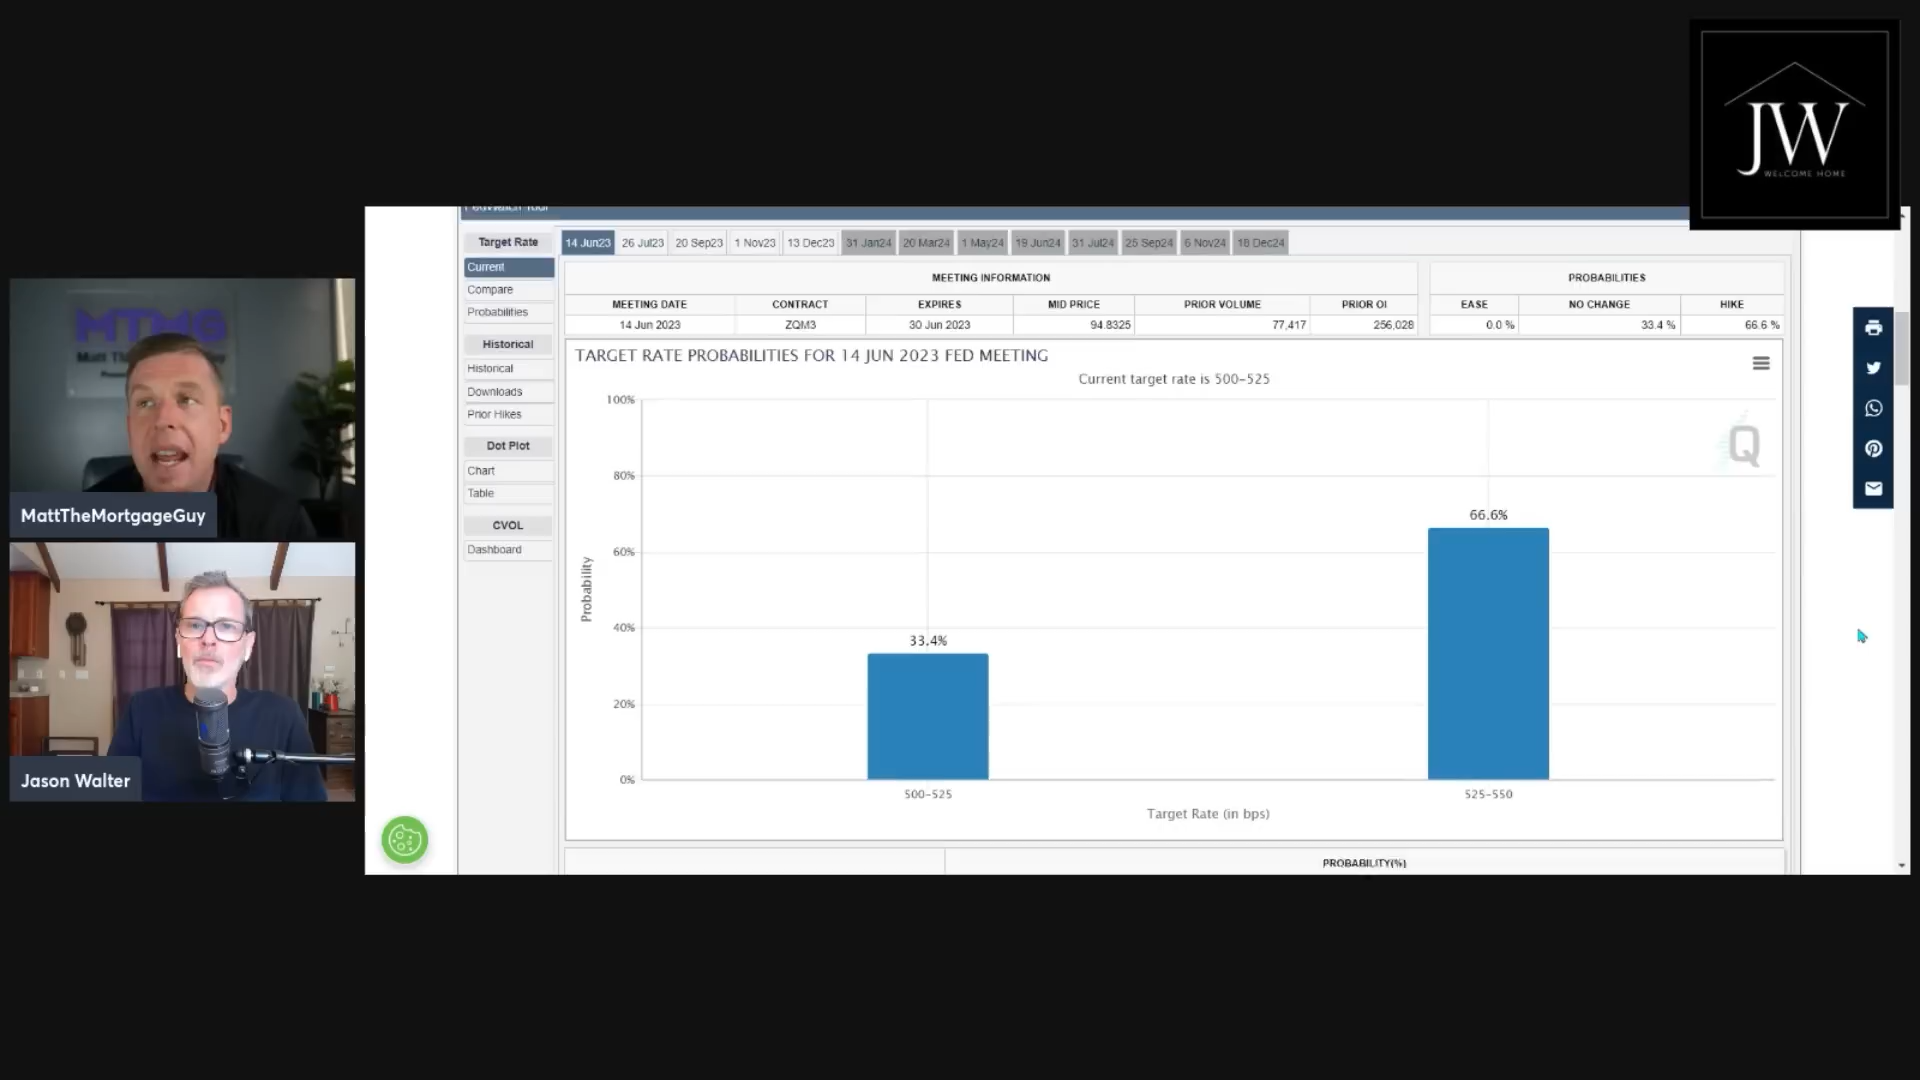 JW
WELCOME HOME
FedWatch Tool
Target Rate
Current
Compare
Probabilities
Historical
Historical
Downloads
Prior Hikes
Dot Plot
Chart
Table
CVOL
Dashboard
14 Jun23 26 Jul23 20 Sep23 1 Nov23 13 Dec23 31 Jan24 20 Mar24 1 May24 19 Jun24 31 Jul24 25 Sep24 6 Nov24 18 Dec24
MEETING INFORMATION
MEETING DATE CONTRACT EXPIRES MID PRICE PRIOR VOLUME PRIOR OI
14 Jun 2023 ZQM3 30 Jun 2023 94.8325 77,417 256,028
PROBABILITIES
EASE NO CHANGE HIKE
0.0 % 33.4 % 66.6 %
TARGET RATE PROBABILITIES FOR 14 JUN 2023 FED MEETING
Current target rate is 500-525
Probability
100%
80%
60%
40%
20%
0%
33.4%
66.6%
500-525 525-550
Target Rate (in bps)
Q
PROBABILITY(%)
MTMG
MattTheMortgageGuy
Jason Walter